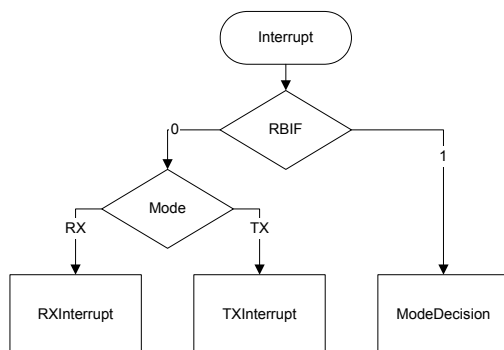 Interrupt
RBIF
0
1
Mode
RX
TX
RXInterrupt
TXInterrupt
ModeDecision